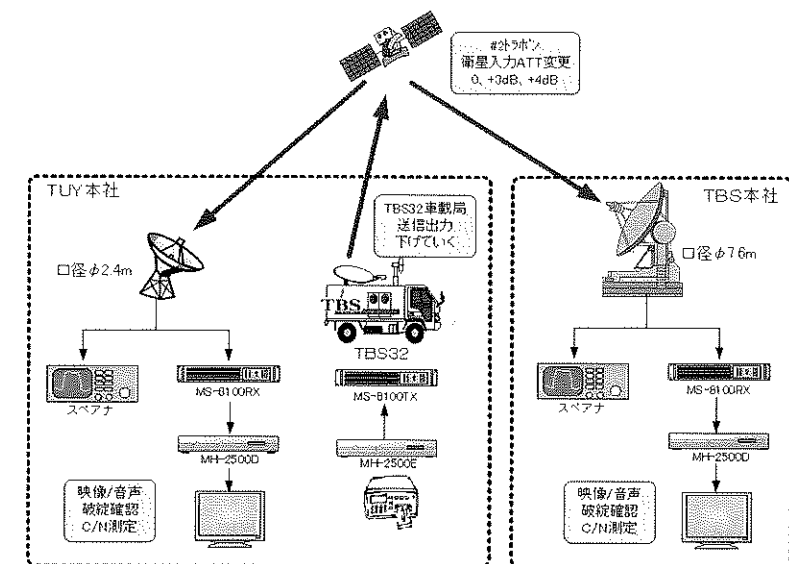 #2トラポン
衛星入力ATT変更
0、+3dB、+4dB
TUY本社
TBS32車載局
送信出力
下げていく
口径φ2.4m
TBS
TBS32
スペアナ
MS-8100RX
MS-8100TX
MH-2500D
MH-2500E
映像/音声
破綻確認
C/N測定
TBS本社
口径φ7.6m
スペアナ
MS-8100RX
MH-2500D
映像/音声
破綻確認
C/N測定